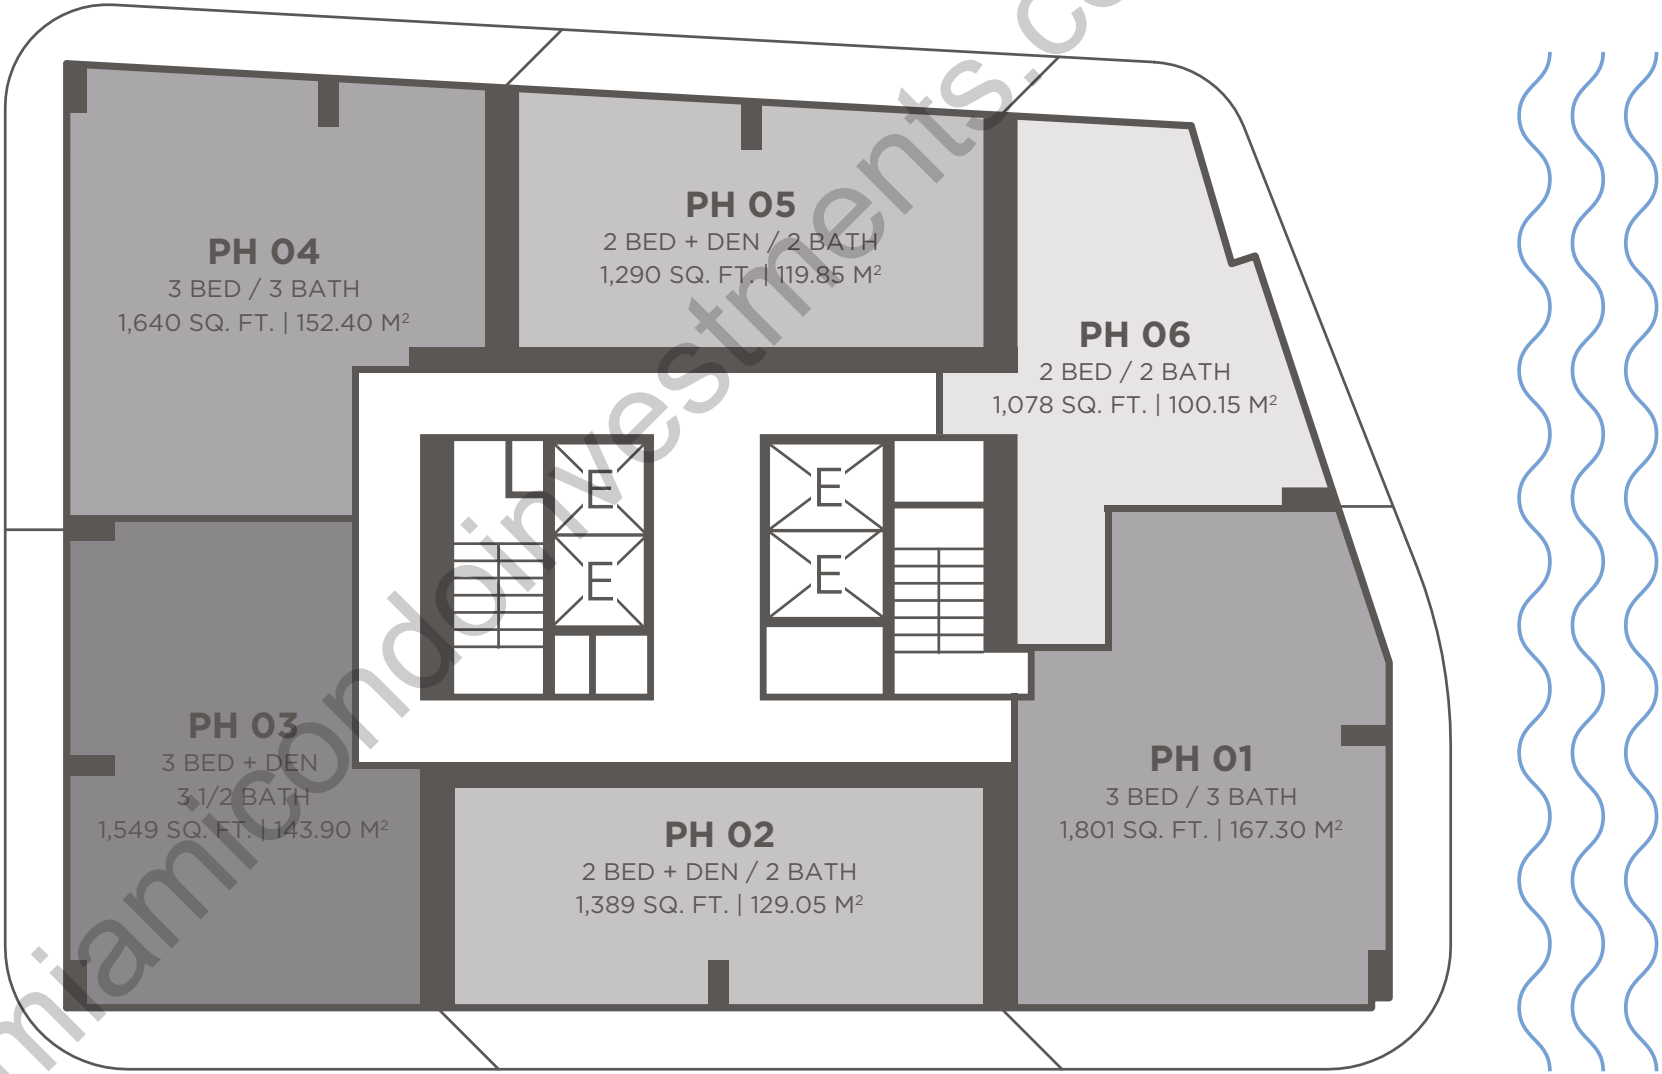 PH 04
3 BED / 3 BATH
1,640 SQ. FT. | 152.40 M²
PH 05
2 BED + DEN / 2 BATH
1,290 SQ. FT. | 119.85 M²
PH 06
2 BED / 2 BATH
1,078 SQ. FT. | 100.15 M²
E
E
E
E
PH 03
3 BED + DEN
3 1/2 BATH
1,549 SQ. FT. | 143.90 M²
PH 02
2 BED + DEN / 2 BATH
1,389 SQ. FT. | 129.05 M²
PH 01
3 BED / 3 BATH
1,801 SQ. FT. | 167.30 M²
miamicondoinvestments.co